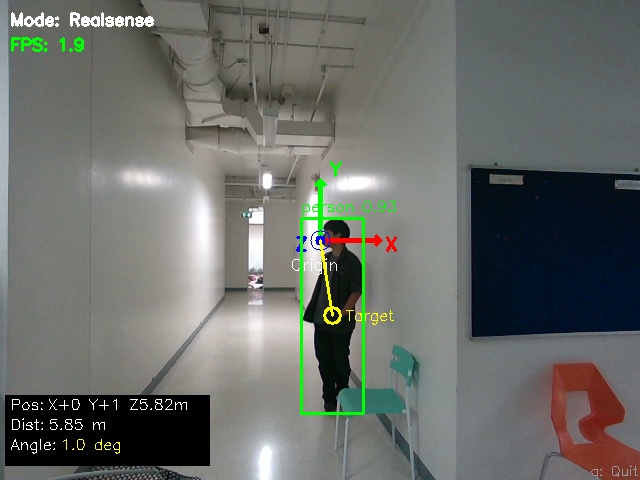 Mode: Realsense
FPS: 1.9
Y
person 0.93
Z
X
Origin
Target
Pos: X+0 Y+1 Z5.82m
Dist: 5.85 m
Angle: 1.0 deg
q: Quit